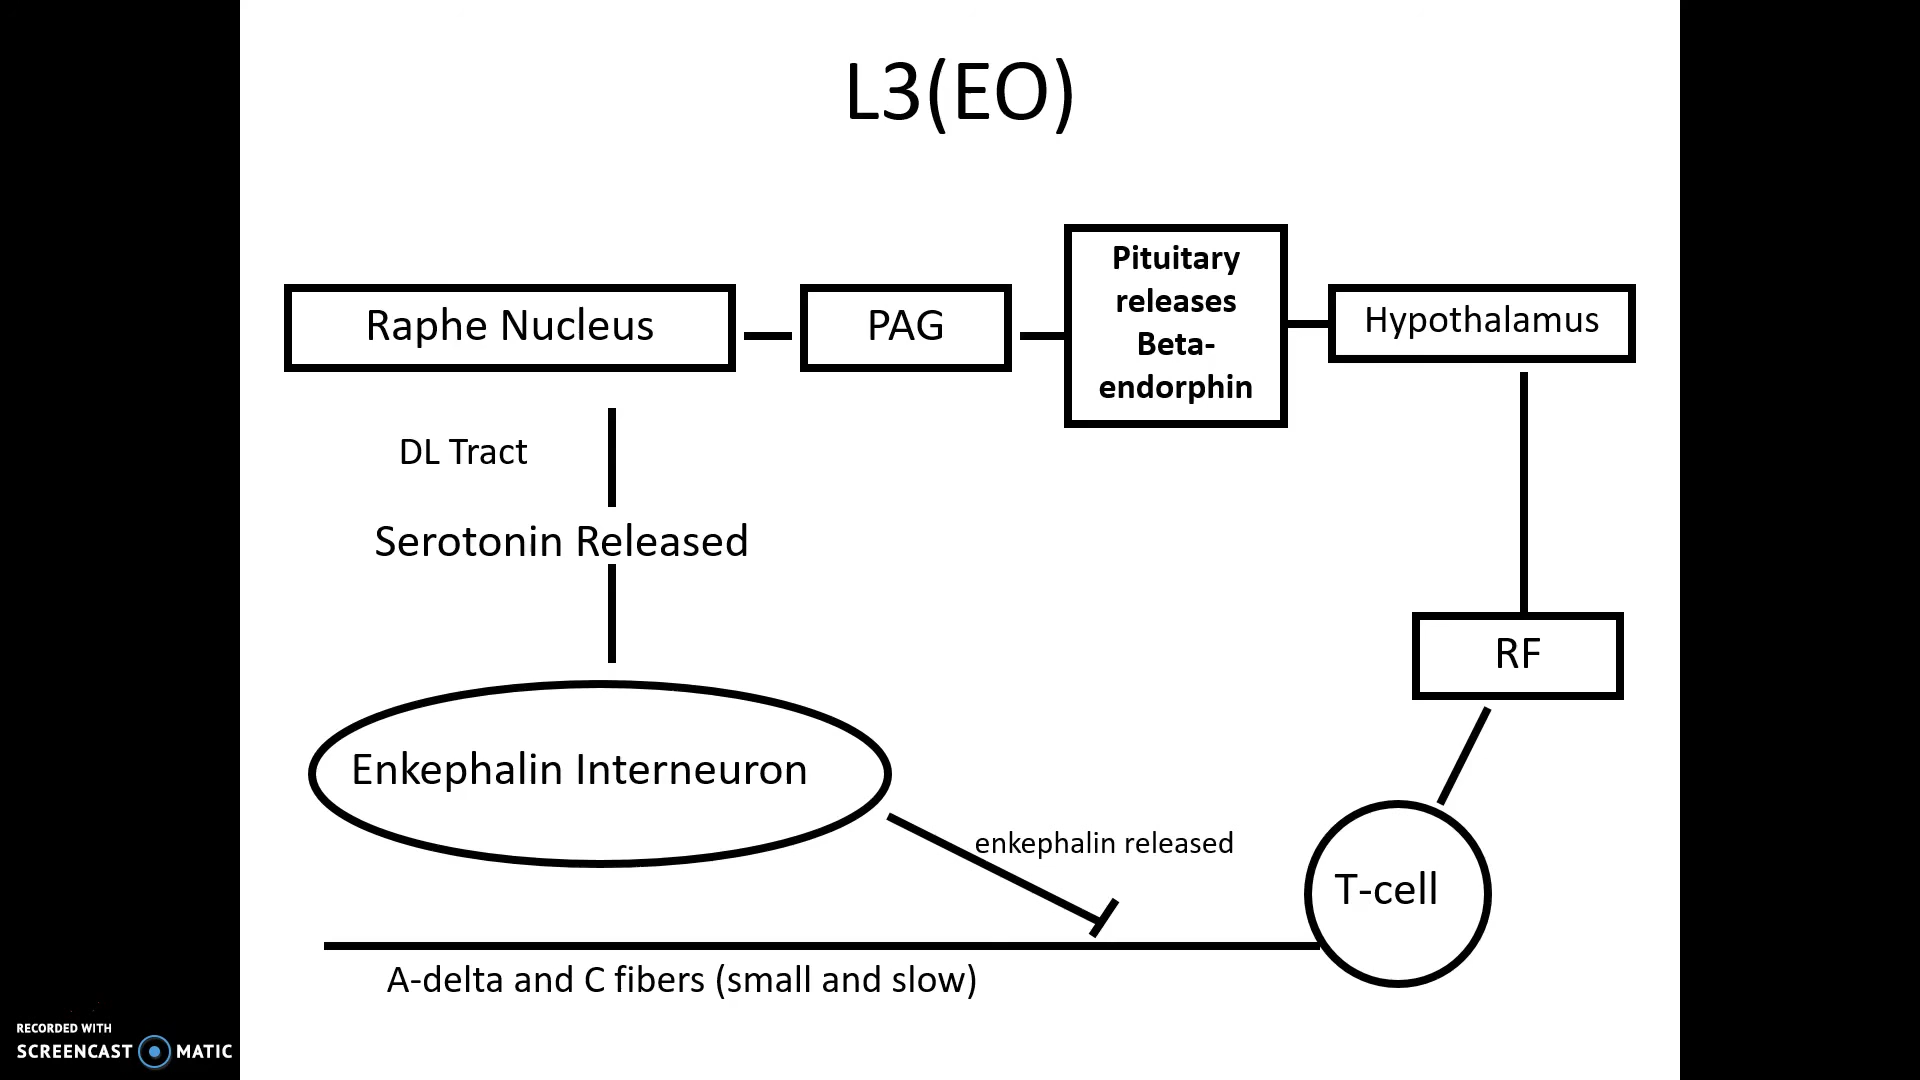 L3(EO)
Raphe Nucleus
PAG
Pituitary
releases
Beta-
endorphin
Hypothalamus
DL Tract
Serotonin Released
RF
Enkephalin Interneuron
enkephalin released
T-cell
A-delta and C fibers (small and slow)
RECORDED WITH
SCREENCAST MATIC